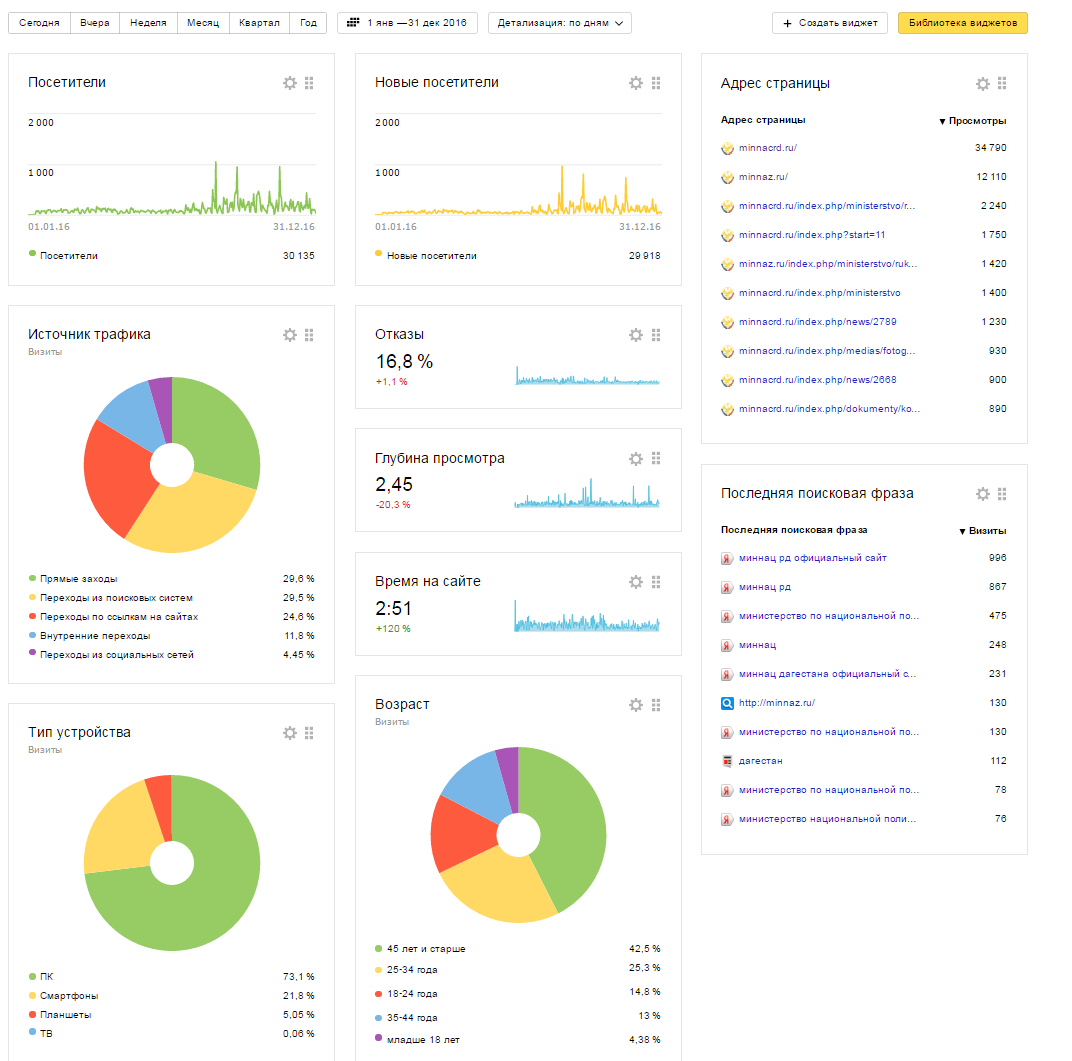 Сегодня Вчера Неделя Месяц Квартал Год 1 янв —31 дек 2016 Детализация: по дням + Создать виджет Библиотека виджетов
Посетители
2 000
1 000
01.01.16 31.12.16
Посетители 30 135
Новые посетители
2 000
1 000
01.01.16 31.12.16
Новые посетители 29 918
Адрес страницы
Адрес страницы ▼ Просмотры
minnacrd.ru/ 34 790
minnaz.ru/ 12 110
minnacrd.ru/index.php/ministerstvo/r... 2 240
minnacrd.ru/index.php?start=11 1 750
minnaz.ru/index.php/ministerstvo/ruk... 1 420
minnacrd.ru/index.php/ministerstvo 1 400
minnacrd.ru/index.php/news/2789 1 230
minnacrd.ru/index.php/medias/fotog... 930
minnacrd.ru/index.php/news/2668 900
minnacrd.ru/index.php/dokumenty/ko... 890
Источник трафика
Визиты
Прямые заходы 29,6 %
Переходы из поисковых систем 29,5 %
Переходы по ссылкам на сайтах 24,6 %
Внутренние переходы 11,8 %
Переходы из социальных сетей 4,45 %
Отказы
16,8 %
+1,1 %
Глубина просмотра
2,45
-20,3 %
Время на сайте
2:51
+120 %
Последняя поисковая фраза
Последняя поисковая фраза ▼ Визиты
миннац рд официальный сайт 996
миннац рд 867
министерство по национальной по... 475
миннац 248
миннац дагестана официальный с... 231
http://minnaz.ru/ 130
министерство по национальной по... 130
дагестан 112
министерство по национальной по... 78
министерство национальной поли... 76
Тип устройства
Визиты
ПК 73,1 %
Смартфоны 21,8 %
Планшеты 5,05 %
ТВ 0,06 %
Возраст
Визиты
45 лет и старше 42,5 %
25-34 года 25,3 %
18-24 года 14,8 %
35-44 года 13 %
младше 18 лет 4,38 %